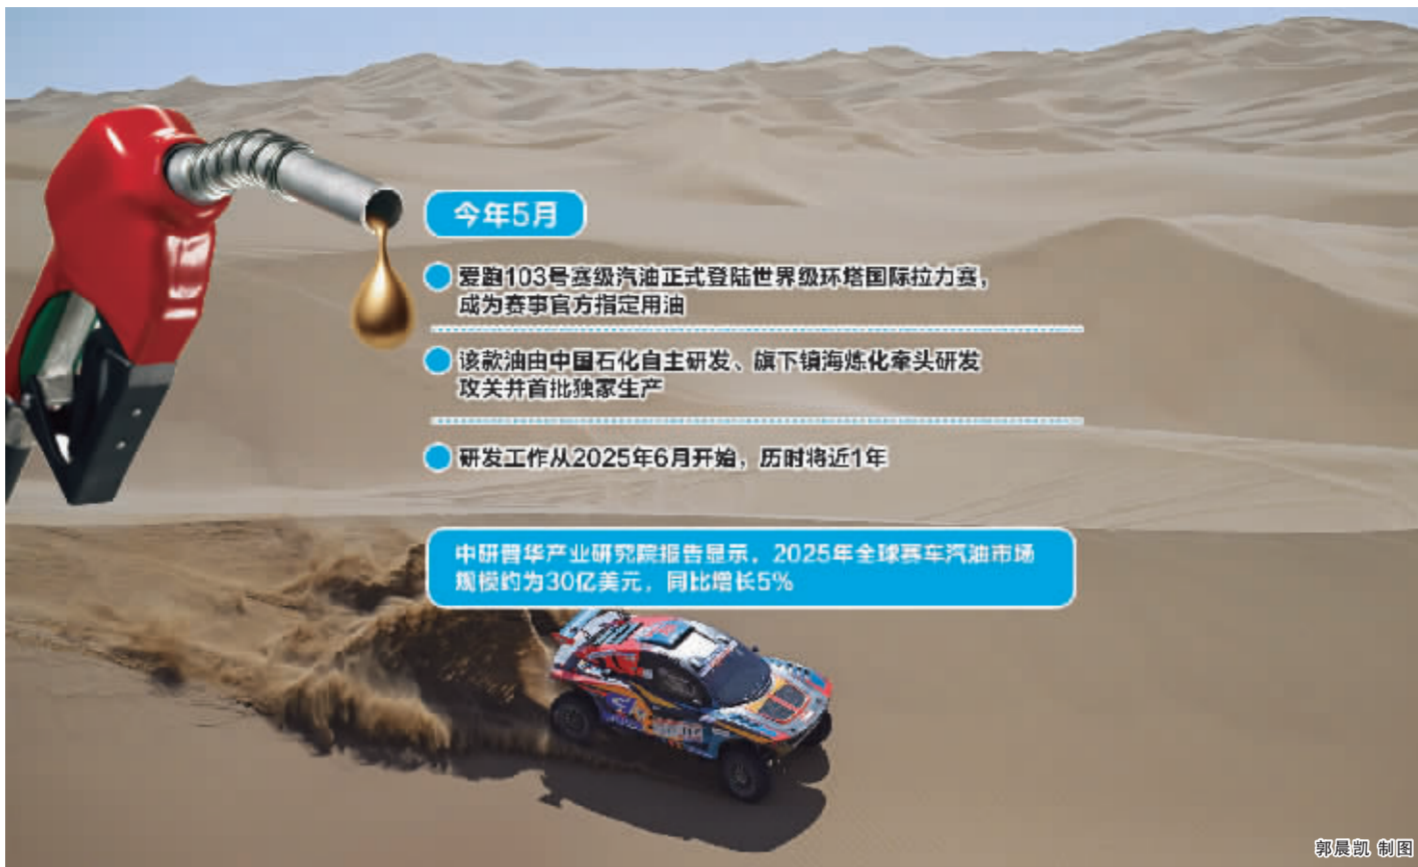 今年5月
爱跑103号赛级汽油正式登陆世界级环塔国际拉力赛，
成为赛事官方指定用油
该款油由中国石化自主研发、旗下镇海炼化牵头研发
攻关并首批独家生产
研发工作从2025年6月开始，历时将近1年
中研普华产业研究院报告显示，2025年全球赛车汽油市场
规模约为30亿美元，同比增长5%
郭晨凯 制图